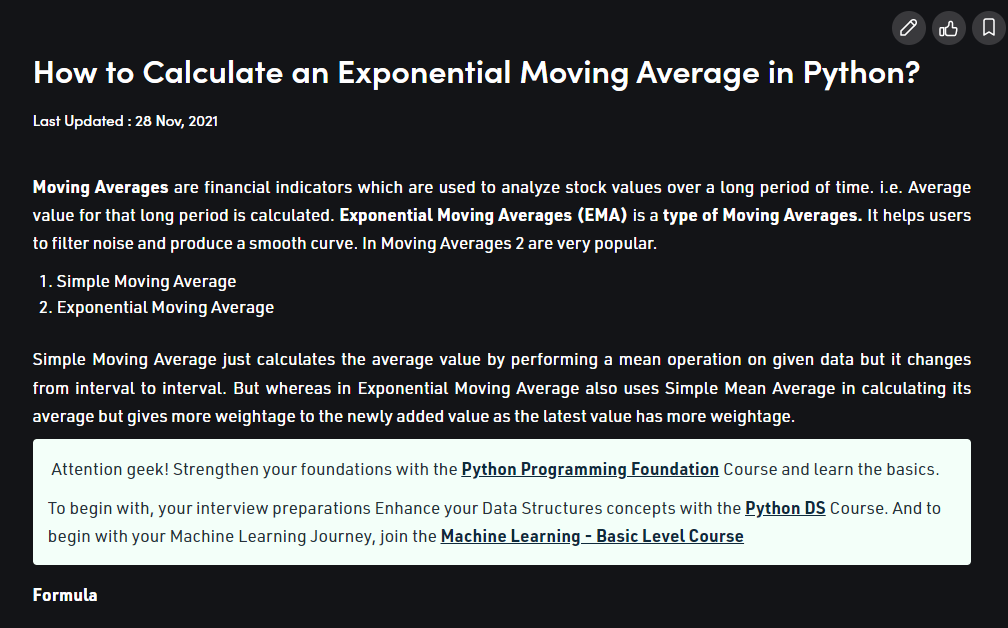 How to Calculate an Exponential Moving Average in Python?
Last Updated : 28 Nov, 2021
Moving Averages are financial indicators which are used to analyze stock values over a long period of time. i.e. Average
value for that long period is calculated. Exponential Moving Averages (EMA) is a type of Moving Averages. It helps users
to filter noise and produce a smooth curve. In Moving Averages 2 are very popular.
1. Simple Moving Average
2. Exponential Moving Average
Simple Moving Average just calculates the average value by performing a mean operation on given data but it changes
from interval to interval. But whereas in Exponential Moving Average also uses Simple Mean Average in calculating its
average but gives more weightage to the newly added value as the latest value has more weightage.
Attention geek! Strengthen your foundations with the Python Programming Foundation Course and learn the basics.
To begin with, your interview preparations Enhance your Data Structures concepts with the Python DS Course. And to
begin with your Machine Learning Journey, join the Machine Learning - Basic Level Course
Formula